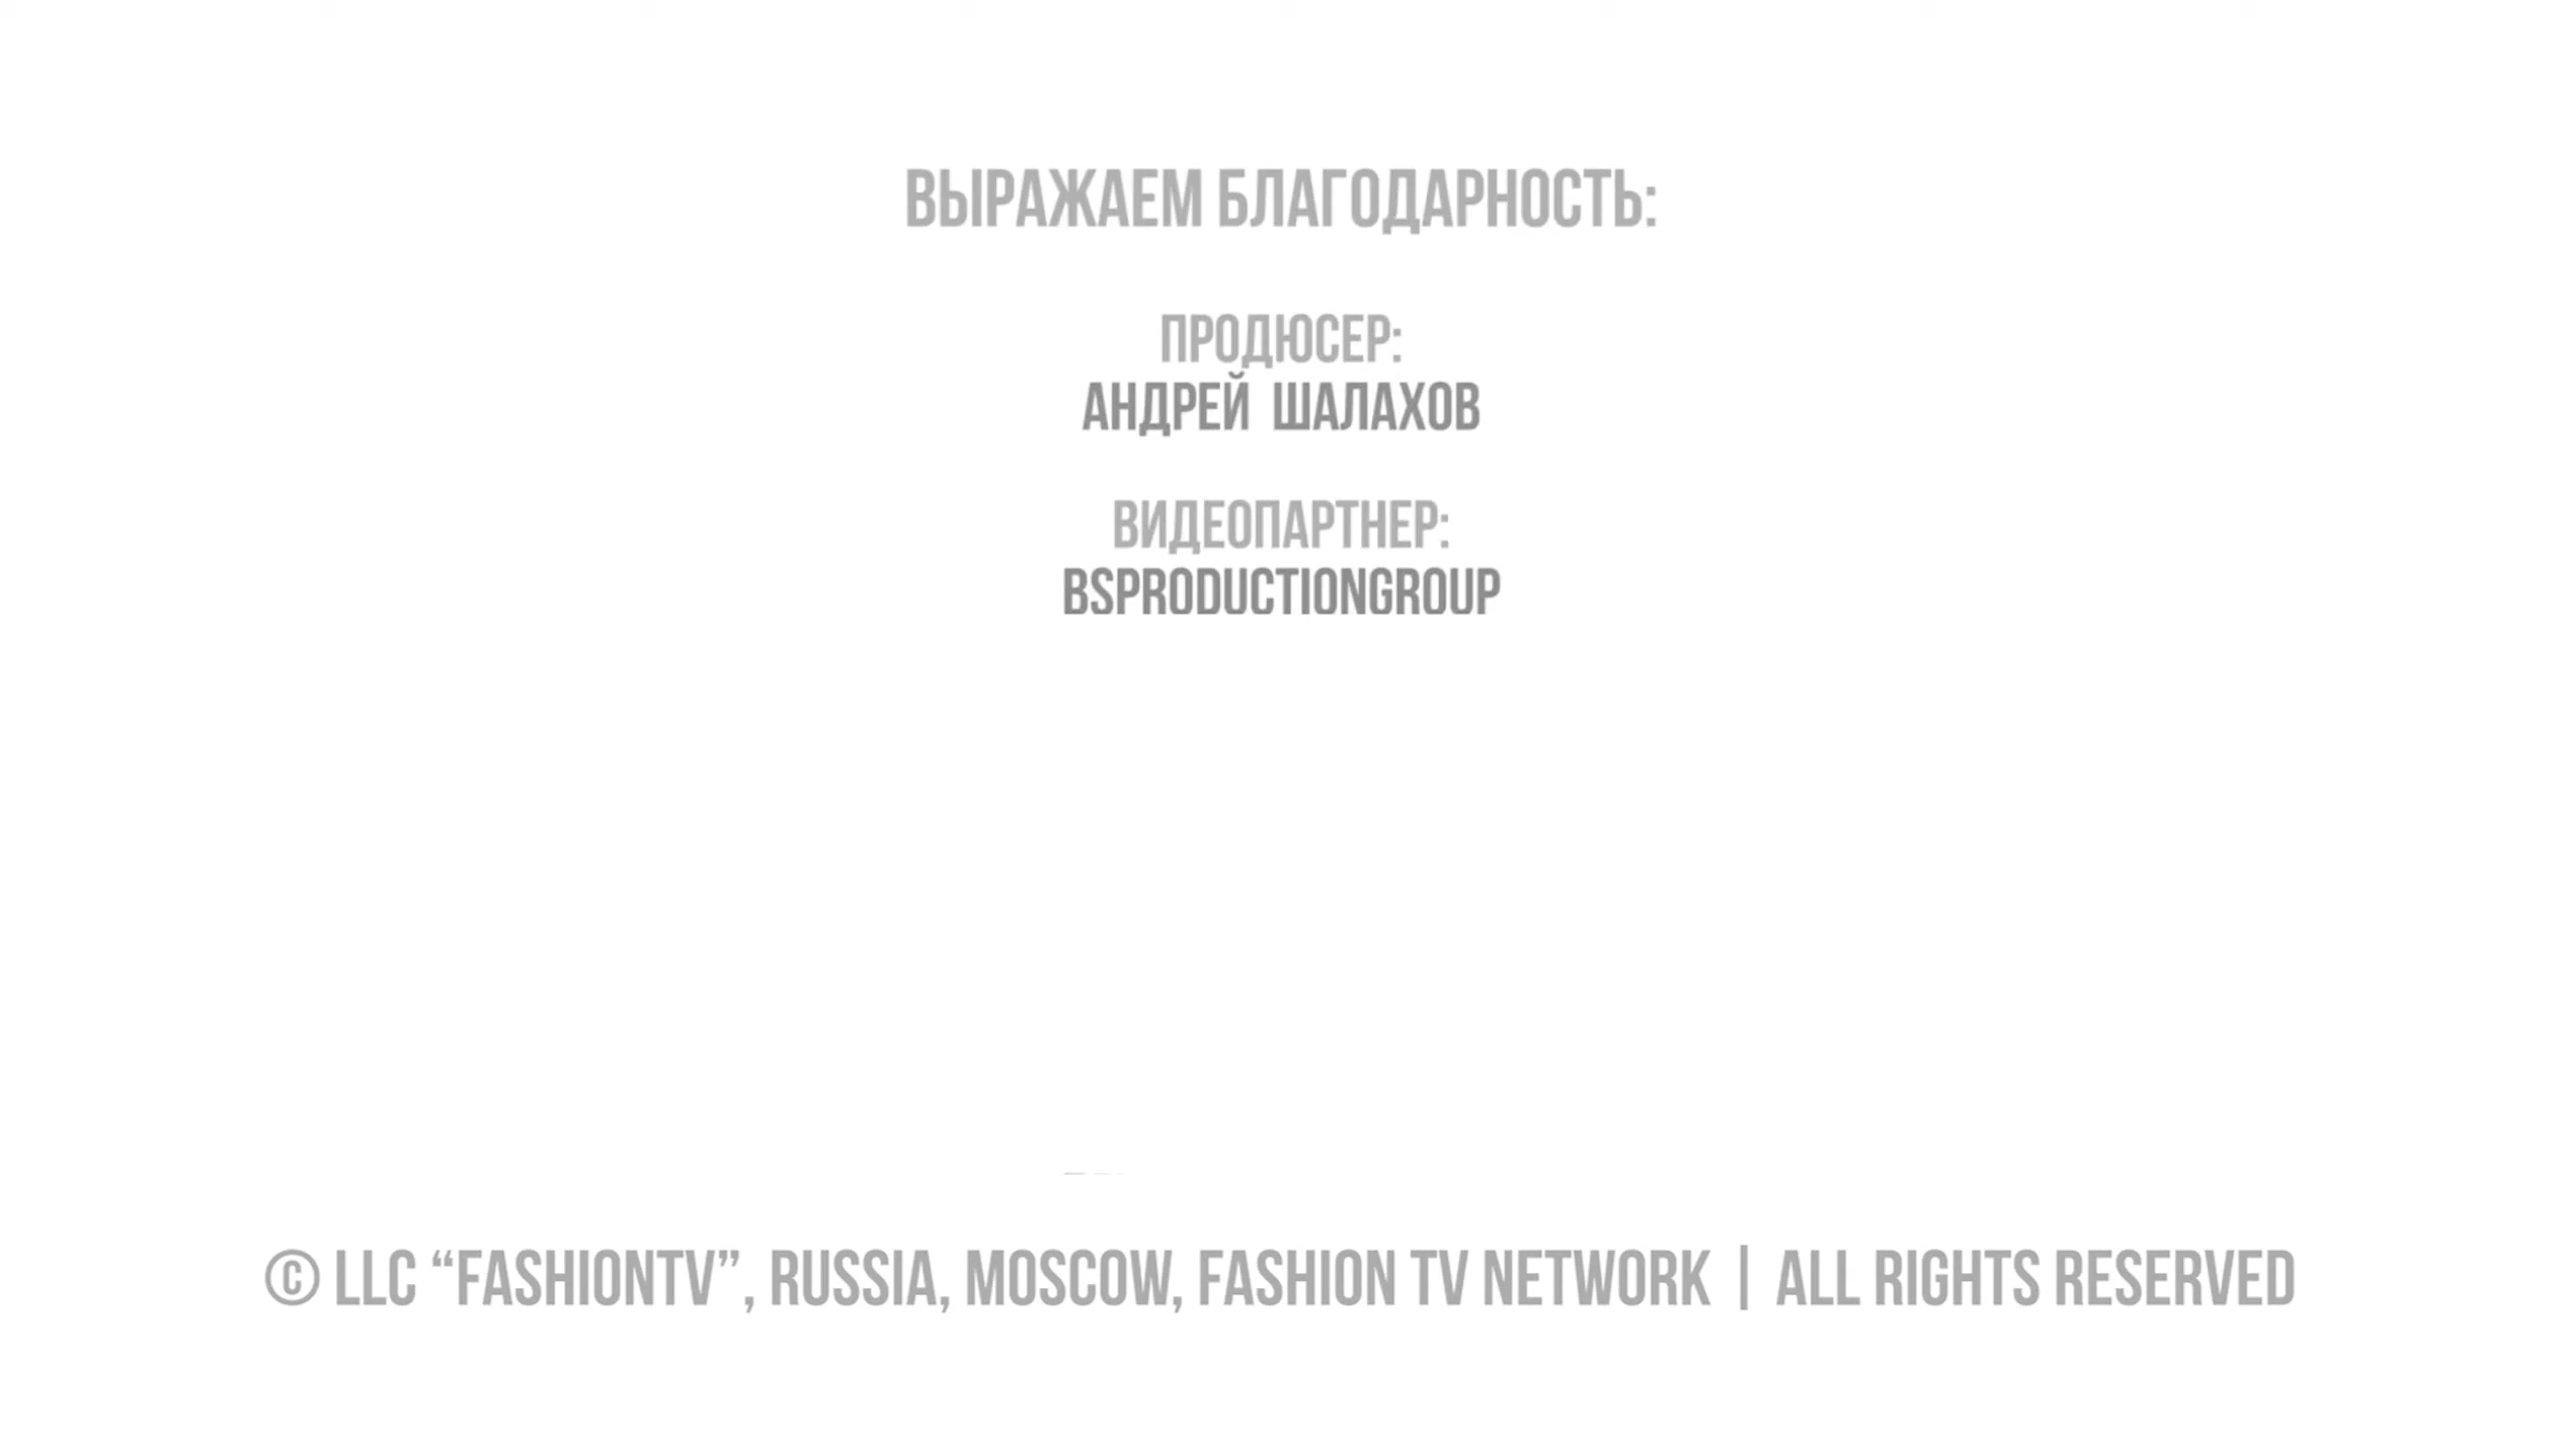 ВЫРАЖАЕМ БЛАГОДАРНОСТЬ:
ПРОДЮСЕР:
АНДРЕЙ ШАЛАХОВ
ВИДЕОПАРТНЕР:
BSPRODUCTIONGROUP
© LLC “FASHIONTV”, RUSSIA, MOSCOW, FASHION TV NETWORK | ALL RIGHTS RESERVED